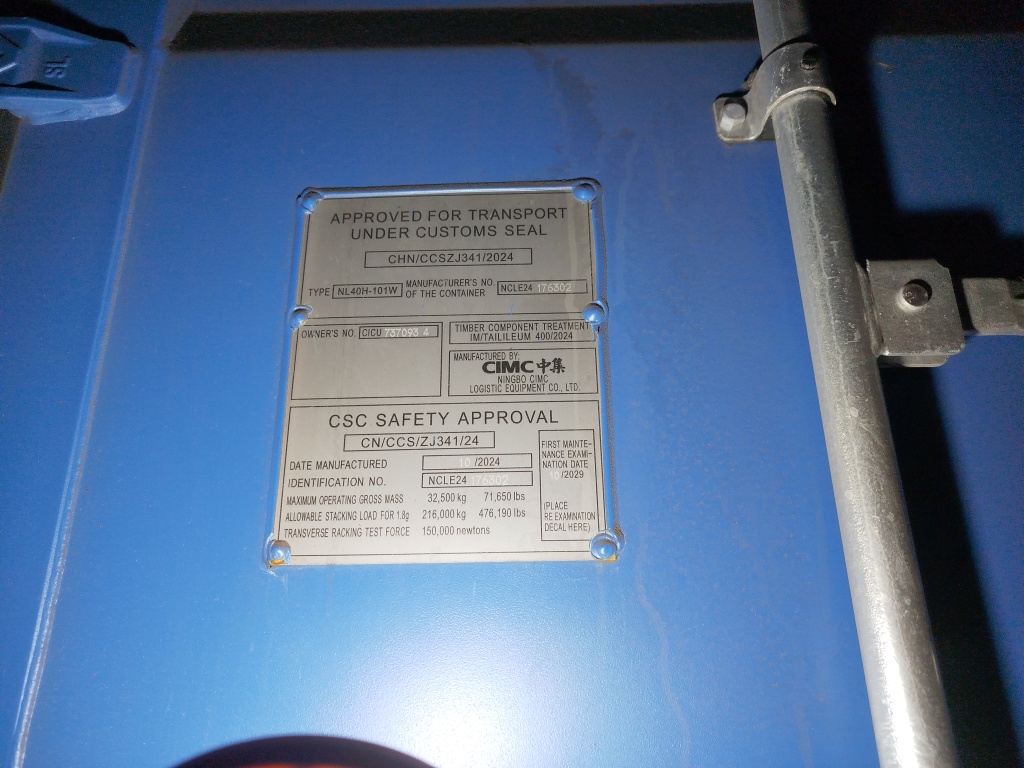 SL
APPROVED FOR TRANSPORT
UNDER CUSTOMS SEAL
CHN/CCSZJ341/2024
TYPE NL40H-101W MANUFACTURER'S NO. OF THE CONTAINER NCLE24 176302
OWNER'S NO. CICU 737093 4
TIMBER COMPONENT TREATMENT
IM/TAILILEUM 400/2024
MANUFACTURED BY:
CIMC 中集
NINGBO CIMC
LOGISTIC EQUIPMENT CO., LTD.
CSC SAFETY APPROVAL
CN/CCS/ZJ341/24
DATE MANUFACTURED 10 /2024
IDENTIFICATION NO. NCLE24 176302
MAXIMUM OPERATING GROSS MASS 32,500 kg 71,650 lbs
ALLOWABLE STACKING LOAD FOR 1.8g 216,000 kg 476,190 lbs
TRANSVERSE RACKING TEST FORCE 150,000 newtons
FIRST MAINTE-
NANCE EXAMI-
NATION DATE
10 /2029
(PLACE
RE EXAMINATION
DECAL HERE)